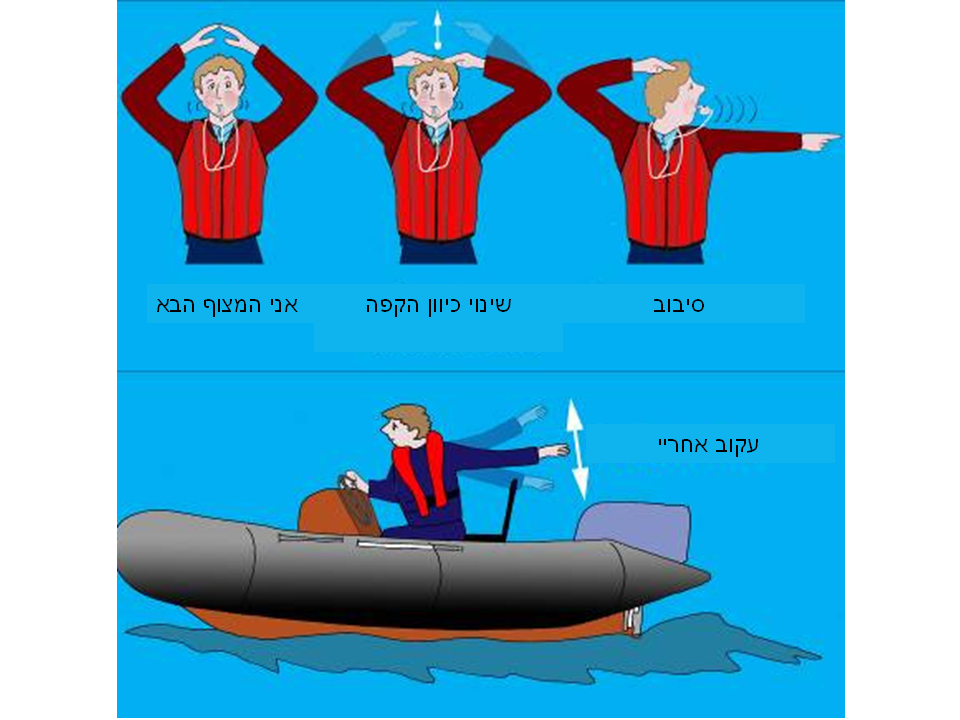 סיבוב
שינוי כיוון הקפה
אני המצוף הבא
עקוב אחריי